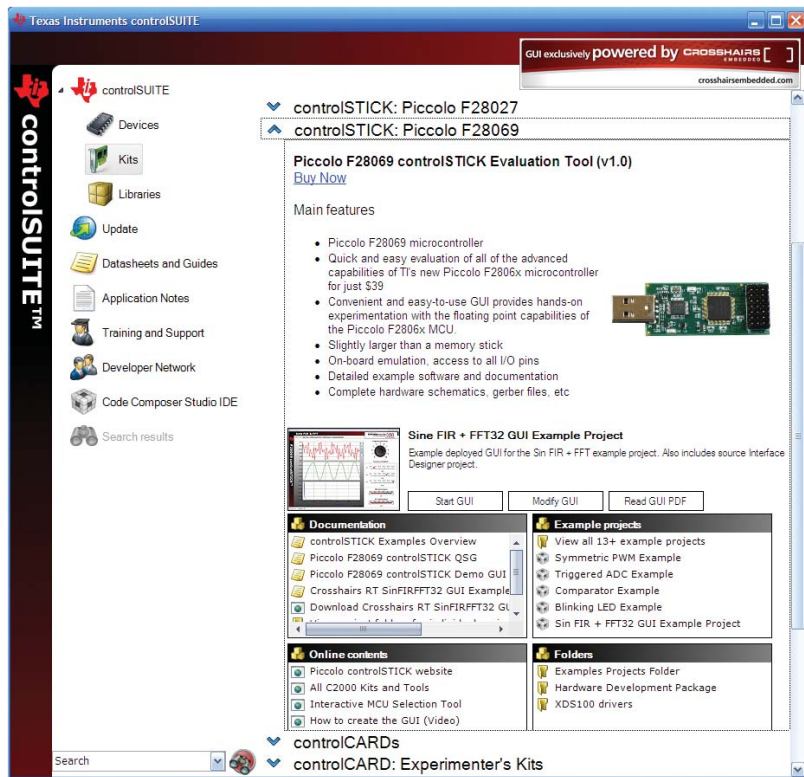 Texas Instruments controlSUITE
GUI exclusively powered by CROSSHAIRS EMBEDDED
crosshairsembedded.com
controlSUITE™
controlSUITE
Devices
Kits
Libraries
Update
Datasheets and Guides
Application Notes
Training and Support
Developer Network
Code Composer Studio IDE
Search results
Search
controlSTICK: Piccolo F28027
controlSTICK: Piccolo F28069
Piccolo F28069 controlSTICK Evaluation Tool (v1.0)
Buy Now
Main features
• Piccolo F28069 microcontroller
• Quick and easy evaluation of all of the advanced
capabilities of TI's new Piccolo F2806x microcontroller
for just $39
• Convenient and easy-to-use GUI provides hands-on
experimentation with the floating point capabilities of
the Piccolo F2806x MCU.
• Slightly larger than a memory stick
• On-board emulation, access to all I/O pins
• Detailed example software and documentation
• Complete hardware schematics, gerber files, etc
Sine FIR + FFT32 GUI Example Project
Example deployed GUI for the Sin FIR + FFT example project. Also includes source Interface
Designer project.
Start GUI
Modify GUI
Read GUI PDF
Documentation
controlSTICK Examples Overview
Piccolo F28069 controlSTICK QSG
Piccolo F28069 controlSTICK Demo GUI
Crosshairs RT SinFIRFFT32 GUI Example
Download Crosshairs RT SinFIRFFT32 GU
Example projects
View all 13+ example projects
Symmetric PWM Example
Triggered ADC Example
Comparator Example
Blinking LED Example
Sin FIR + FFT32 GUI Example Project
Online contents
Piccolo controlSTICK website
All C2000 Kits and Tools
Interactive MCU Selection Tool
How to create the GUI (Video)
Folders
Examples Projects Folder
Hardware Development Package
XDS100 drivers
controlCARDs
controlCARD: Experimenter's Kits